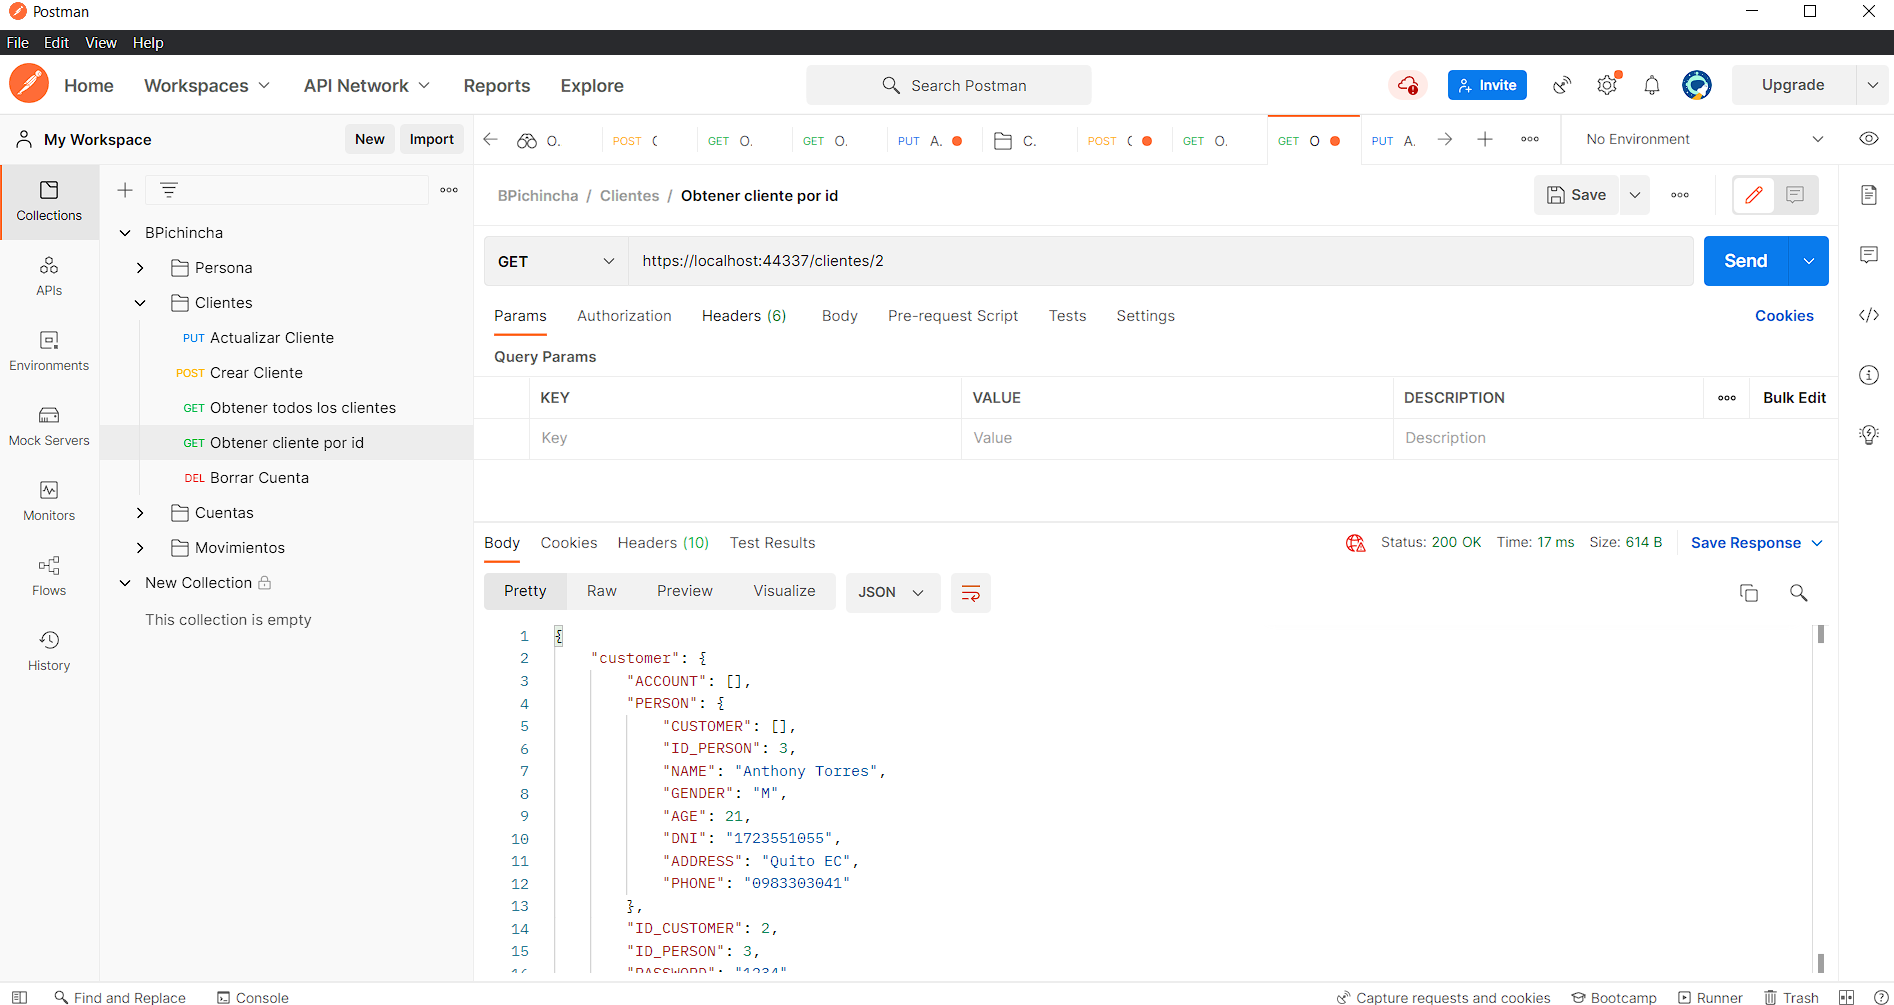 Postman
File Edit View Help
Home Workspaces API Network Reports Explore Search Postman Invite Upgrade
My Workspace New Import
O. POST GET O. GET O. PUT A. C. POST GET O. GET O PUT A. No Environment
BPichincha / Clientes / Obtener cliente por id Save
GET https://localhost:44337/clientes/2 Send
Params Authorization Headers (6) Body Pre-request Script Tests Settings Cookies
Query Params
KEY VALUE DESCRIPTION Bulk Edit
Key Value Description
Collections
APIs
Environments
Mock Servers
Monitors
Flows
History
BPichincha
Persona
Clientes
PUT Actualizar Cliente
POST Crear Cliente
GET Obtener todos los clientes
GET Obtener cliente por id
DEL Borrar Cuenta
Cuentas
Movimientos
New Collection
This collection is empty
Body Cookies Headers (10) Test Results Status: 200 OK Time: 17 ms Size: 614 B Save Response
Pretty Raw Preview Visualize JSON
1 {
2 "customer": {
3 "ACCOUNT": [],
4 "PERSON": {
5 "CUSTOMER": [],
6 "ID_PERSON": 3,
7 "NAME": "Anthony Torres",
8 "GENDER": "M",
9 "AGE": 21,
10 "DNI": "1723551055",
11 "ADDRESS": "Quito EC",
12 "PHONE": "0983303041"
13 },
14 "ID_CUSTOMER": 2,
15 "ID_PERSON": 3,
16 "PASSWORD": "1234"
Find and Replace Console Capture requests and cookies Bootcamp Runner Trash